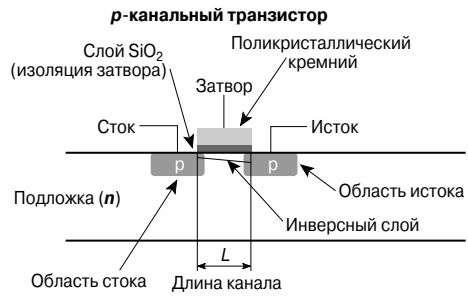 p-канальный транзистор
Слой SiO2
(изоляция затвора)
Поликристаллический
кремний
Затвор
Сток
Исток
p
p
Область истока
Подложка (n)
Инверсный слой
L
Область стока
Длина канала